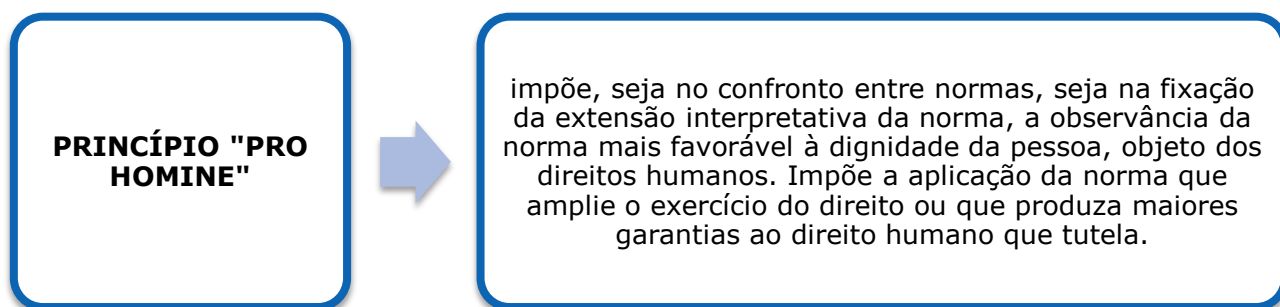 PRINCÍPIO "PRO
HOMINE"
impõe, seja no confronto entre normas, seja na fixação
da extensão interpretativa da norma, a observância da
norma mais favorável à dignidade da pessoa, objeto dos
direitos humanos. Impõe a aplicação da norma que
amplie o exercício do direito ou que produza maiores
garantias ao direito humano que tutela.